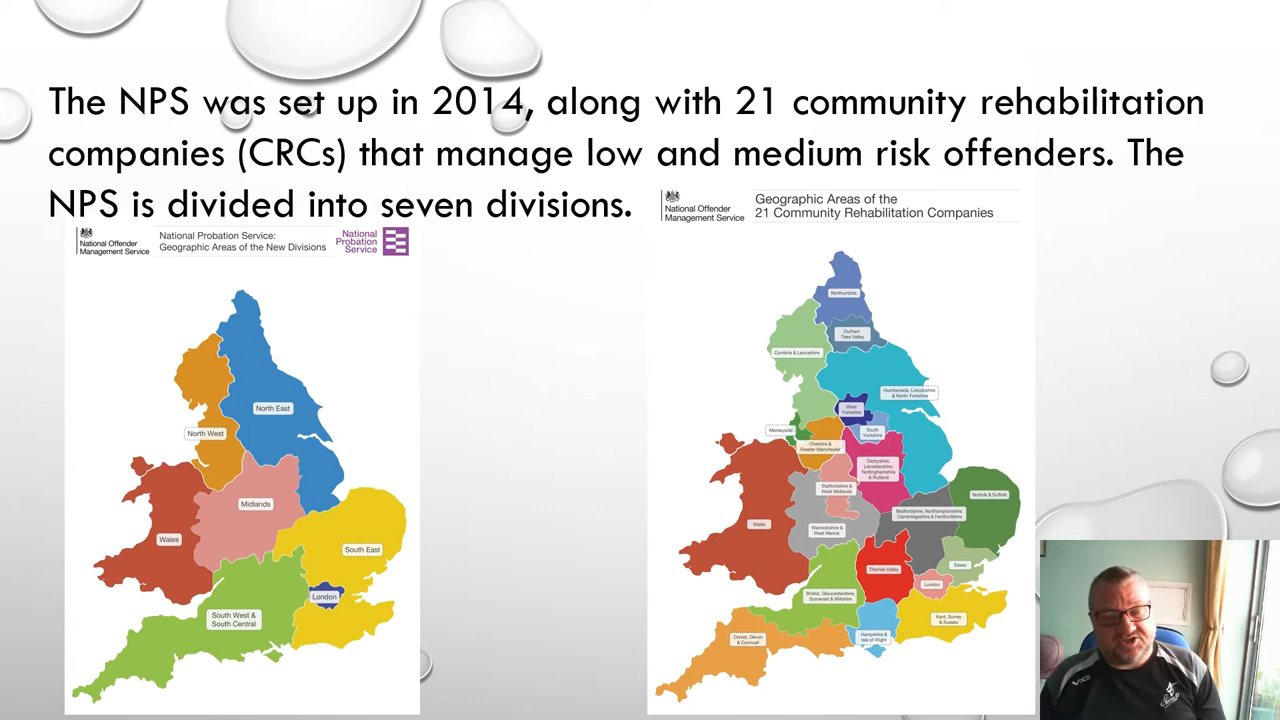 The NPS was set up in 2014, along with 21 community rehabilitation
companies (CRCs) that manage low and medium risk offenders. The
NPS is divided into seven divisions.
National Offender
Management Service
National Probation Service:
Geographic Areas of the New Divisions
National
Probation
Service
North East
North West
Midlands
Wales
South East
London
South West &
South Central
National Offender
Management Service
Geographic Areas of the
21 Community Rehabilitation Companies
Northumbria
Durham
Tees Valley
Cumbria & Lancashire
Humberside, Lincolnshire
& North Yorkshire
West
Yorkshire
Merseyside
South
Yorkshire
Cheshire &
Greater Manchester
Derbyshire,
Leicestershire,
Nottinghamshire
& Rutland
Staffordshire &
West Midlands
Norfolk & Suffolk
Bedfordshire, Northamptonshire,
Cambridgeshire & Hertfordshire
Wales
Warwickshire &
West Mercia
Essex
Thames Valley
London
Bristol, Gloucestershire,
Somerset & Wiltshire
Kent, Surrey
& Sussex
Hampshire &
Isle of Wight
Dorset, Devon
& Cornwall